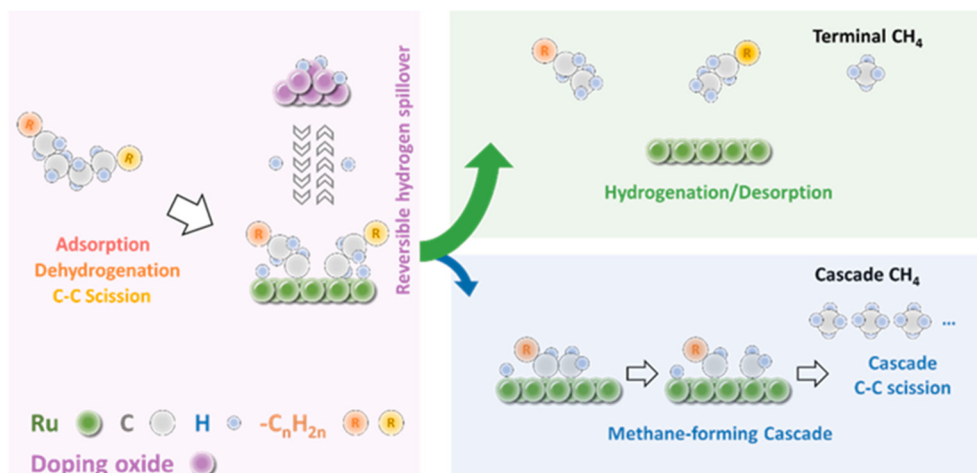 R
R
Adsorption
Dehydrogenation
C-C Scission
Reversible hydrogen spillover
R
R
Ru
C
H
-CnH2n
R
R
Doping oxide
Terminal CH4
R
R
Hydrogenation/Desorption
Cascade CH4
...
R
R
Cascade
C-C scission
Methane-forming Cascade